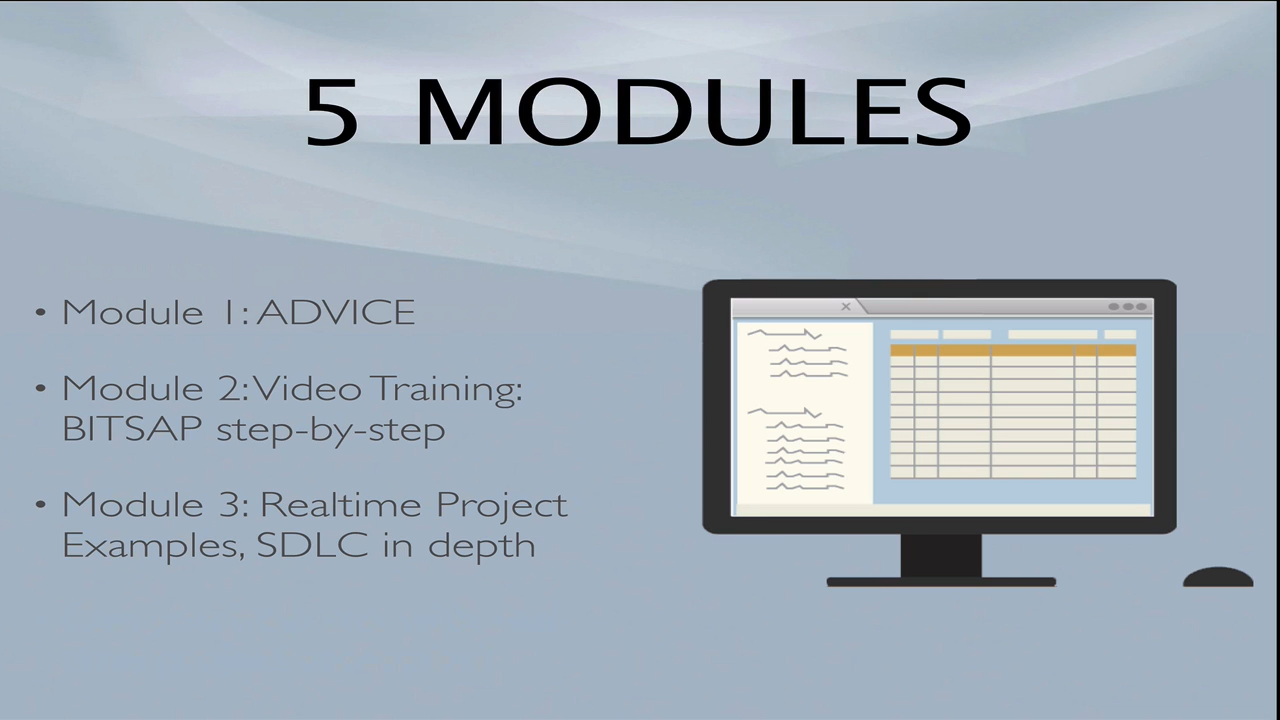 5 MODULES
• Module 1: ADVICE
• Module 2: Video Training:
BITSAP step-by-step
• Module 3: Realtime Project
Examples, SDLC in depth